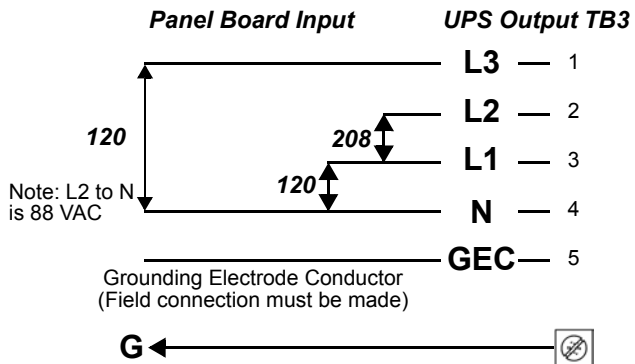 Panel Board Input UPS Output TB3
L3 1
L2 2
208
120
L1 3
120
Note: L2 to N
is 88 VAC
N 4
GEC 5
Grounding Electrode Conductor
(Field connection must be made)
G